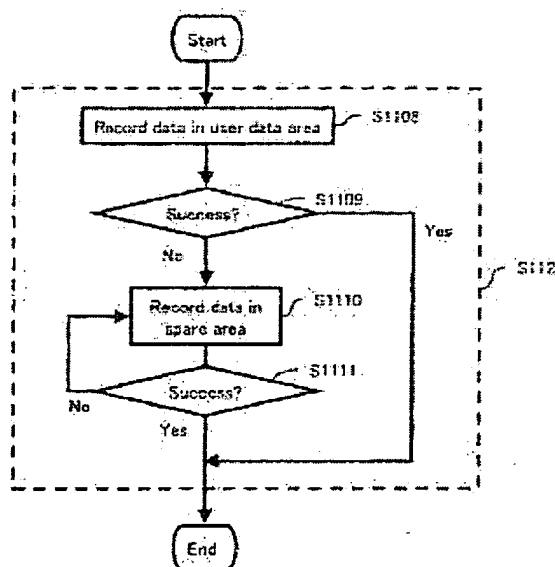 Start
Record data in user data area
S1108
Success?
S1109
Yes
No
S112
Record data in
spare area
S1110
Success?
S1111
No
Yes
End